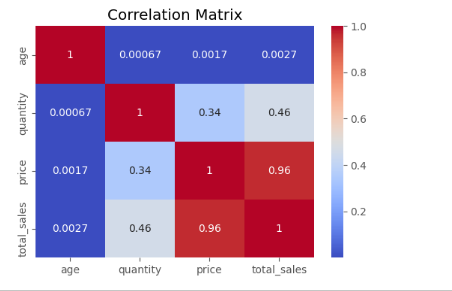 Correlation Matrix
age 1 0.00067 0.0017 0.0027
quantity 0.00067 1 0.34 0.46
price 0.0017 0.34 1 0.96
total_sales 0.0027 0.46 0.96 1
age quantity price total_sales
1.0
0.8
0.6
0.4
0.2